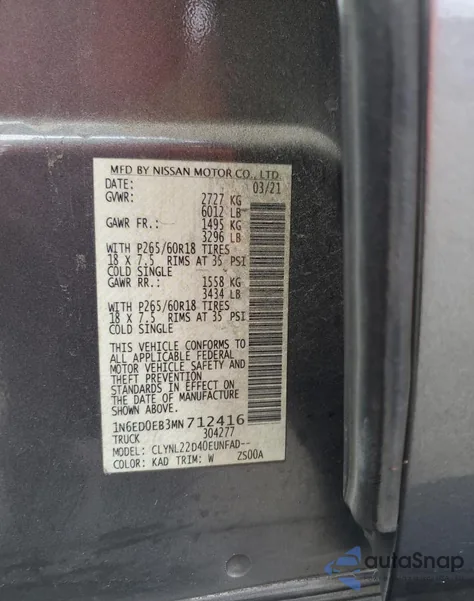 MFD BY NISSAN MOTOR CO., LTD.
DATE: 03/21
GVWR: 2727 KG
6012 LB
GAWR FR.: 1495 KG
3296 LB
WITH P265/60R18 TIRES
18 X 7.5 RIMS AT 35 PSI
COLD SINGLE
GAWR RR.: 1558 KG
3434 LB
WITH P265/60R18 TIRES
18 X 7.5 RIMS AT 35 PSI
COLD SINGLE
THIS VEHICLE CONFORMS TO
ALL APPLICABLE FEDERAL
MOTOR VEHICLE SAFETY AND
THEFT PREVENTION
STANDARDS IN EFFECT ON
THE DATE OF MANUFACTURE
SHOWN ABOVE.
1N6ED0EB3MN712416
TRUCK 304277
MODEL: CLYNL22D40EUNFAD--
COLOR: KAD TRIM: W 2S00A
autaSnap